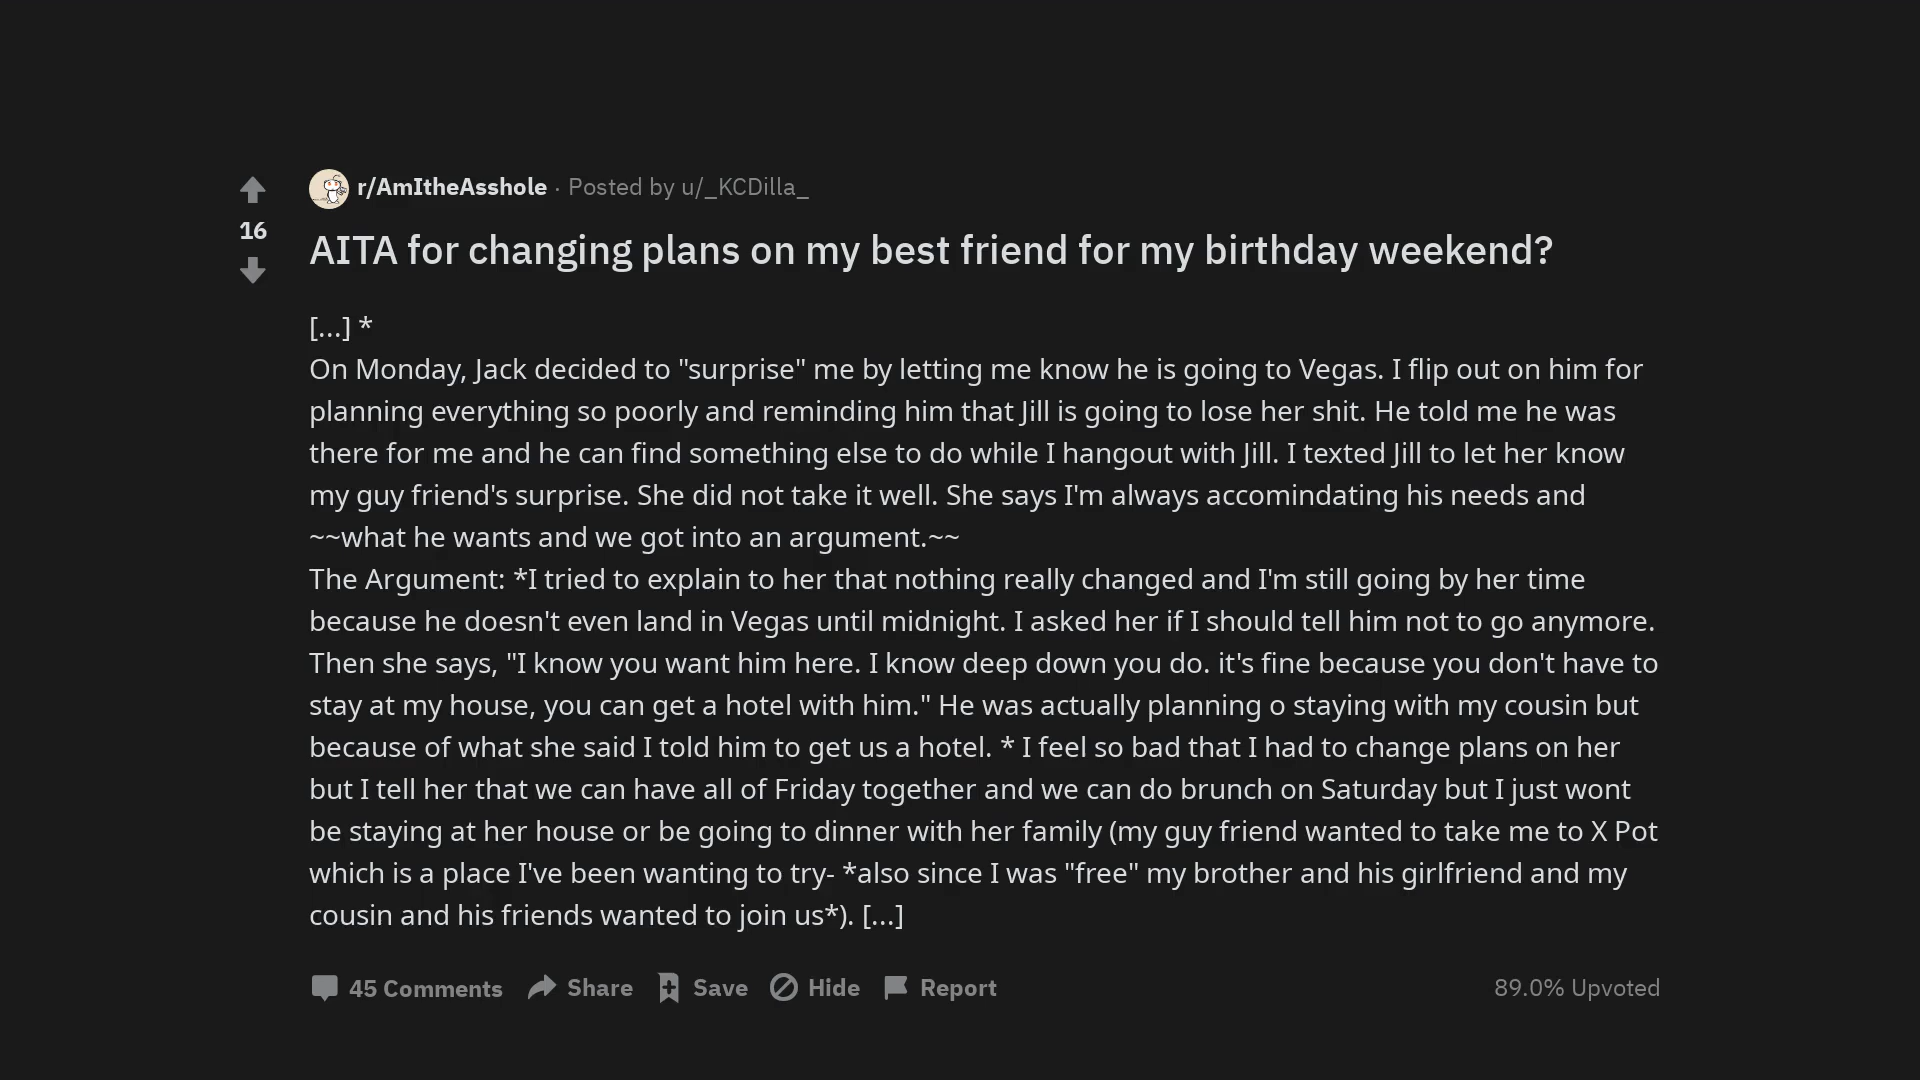 r/AmItheAsshole · Posted by u/_KCDilla_
16
AITA for changing plans on my best friend for my birthday weekend?
[...] *
On Monday, Jack decided to "surprise" me by letting me know he is going to Vegas. I flip out on him for
planning everything so poorly and reminding him that Jill is going to lose her shit. He told me he was
there for me and he can find something else to do while I hangout with Jill. I texted Jill to let her know
my guy friend's surprise. She did not take it well. She says I'm always accomindating his needs and
~~what he wants and we got into an argument.~~
The Argument: *I tried to explain to her that nothing really changed and I'm still going by her time
because he doesn't even land in Vegas until midnight. I asked her if I should tell him not to go anymore.
Then she says, "I know you want him here. I know deep down you do. it's fine because you don't have to
stay at my house, you can get a hotel with him." He was actually planning o staying with my cousin but
because of what she said I told him to get us a hotel. * I feel so bad that I had to change plans on her
but I tell her that we can have all of Friday together and we can do brunch on Saturday but I just wont
be staying at her house or be going to dinner with her family (my guy friend wanted to take me to X Pot
which is a place I've been wanting to try- *also since I was "free" my brother and his girlfriend and my
cousin and his friends wanted to join us*). [...]
45 Comments Share Save Hide Report 89.0% Upvoted